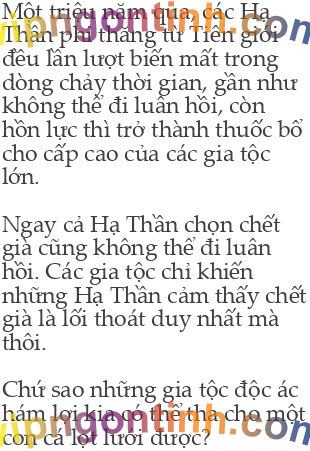 Một triệu năm qua, các Hạ
Thần phi thăng từ Tiên giới
đều lần lượt biến mất trong
dòng chảy thời gian, gần như
không thể đi luân hồi, còn
hồn lực thì trở thành thuốc bổ
cho cấp cao của các gia tộc
lớn.
Ngay cả Hạ Thần chọn chết
già cũng không thể đi luân
hồi. Các gia tộc chỉ khiến
những Hạ Thần cảm thấy chết
già là lối thoát duy nhất mà
thôi.
Chứ sao những gia tộc độc ác
hám lợi kia có thể tha cho một
con cá lọt lưới được?
vipngontinh.com
vipngontinh.com